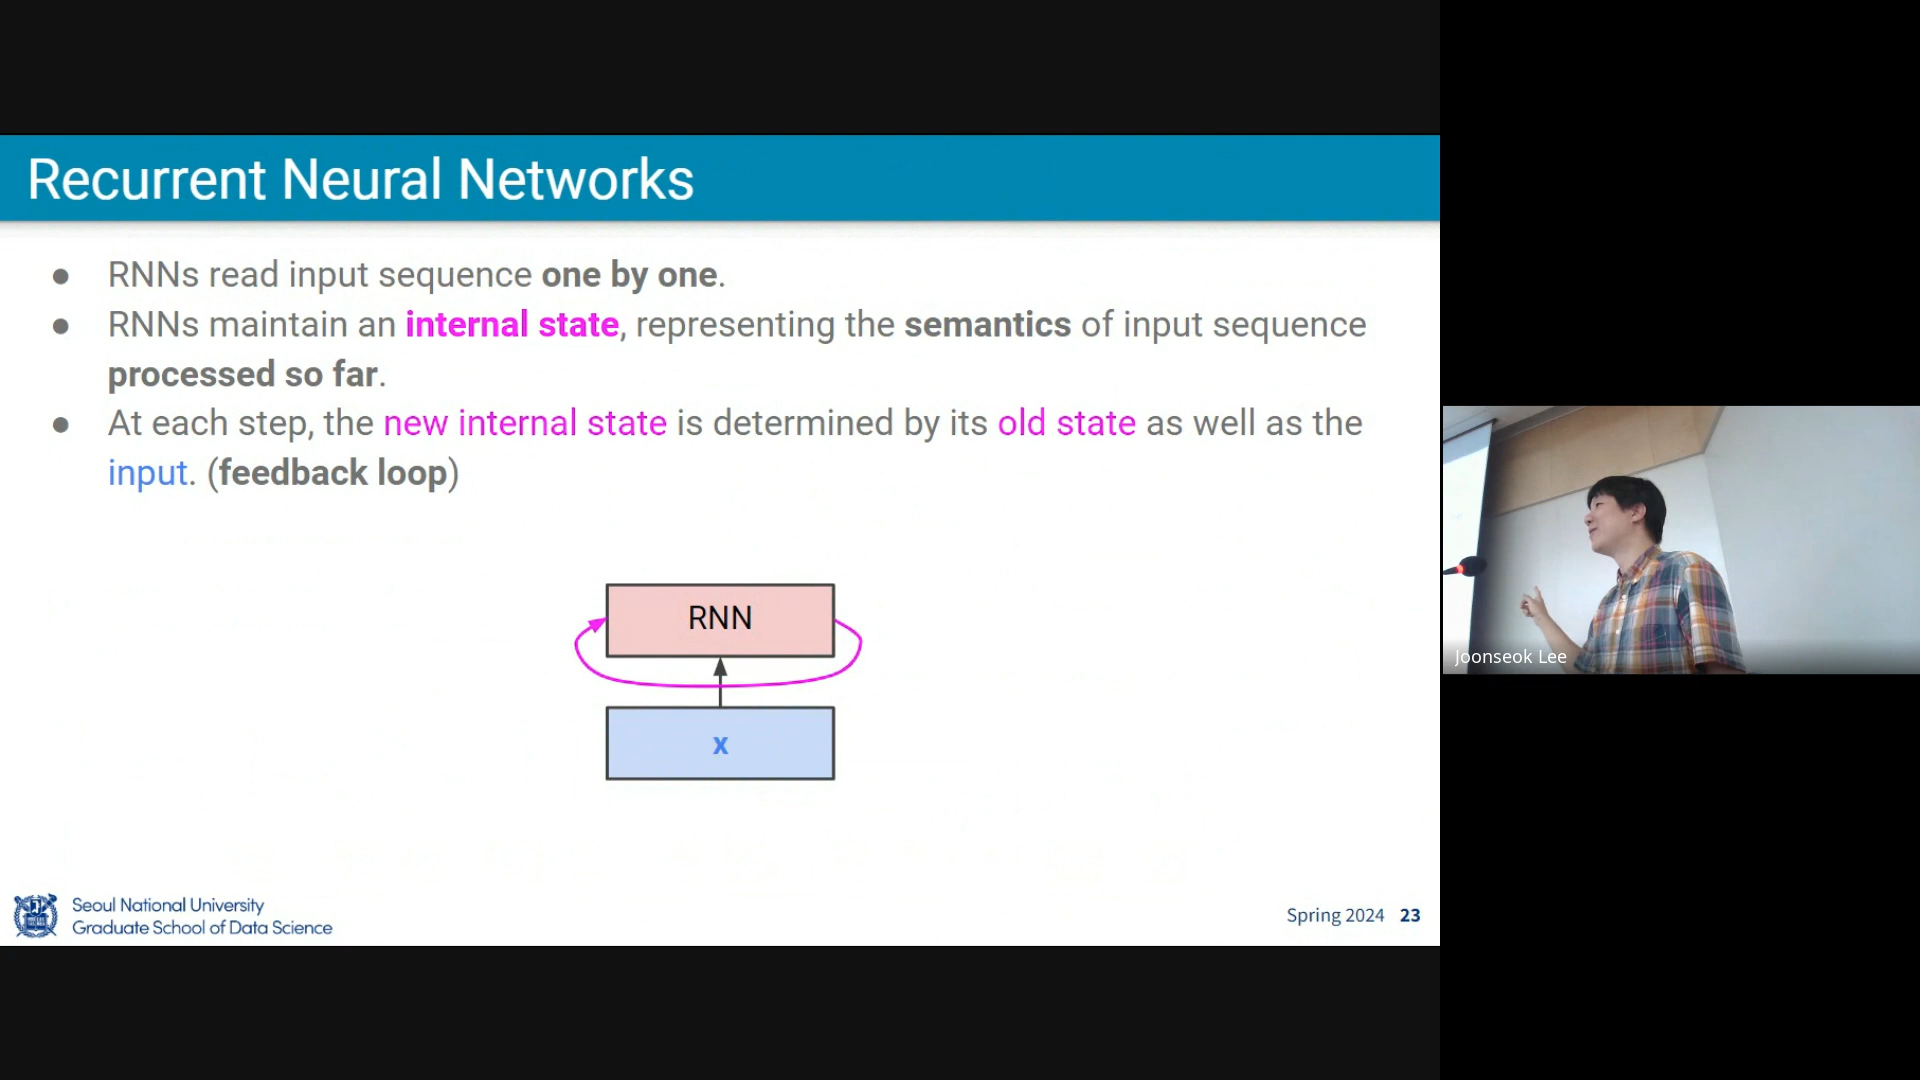 Recurrent Neural Networks
● RNNs read input sequence one by one.
● RNNs maintain an internal state, representing the semantics of input sequence
processed so far.
● At each step, the new internal state is determined by its old state as well as the
input. (feedback loop)
RNN
x
Joonseok Lee
Seoul National University
Graduate School of Data Science
Spring 2024 23